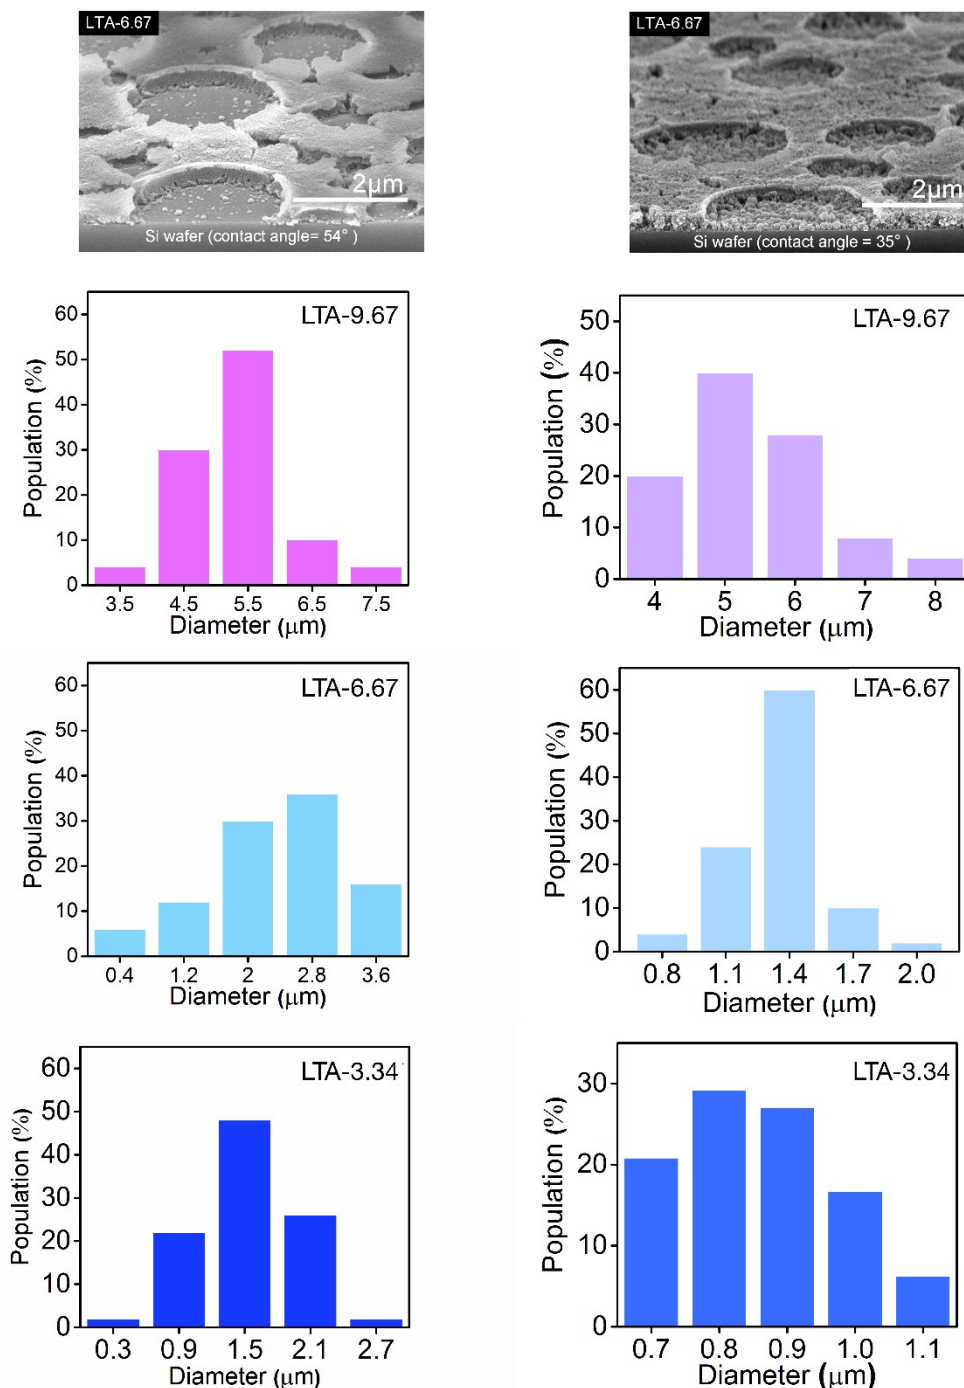 LTA-6.67
2μm
Si wafer (contact angle= 54°)
LTA-6.67
2μm
Si wafer (contact angle = 35°)
LTA-9.67
Population (%)
60
50
40
30
20
10
0
3.5 4.5 5.5 6.5 7.5
Diameter (μm)
LTA-9.67
Population (%)
50
40
30
20
10
0
4 5 6 7 8
Diameter (μm)
LTA-6.67
Population (%)
60
50
40
30
20
10
0
0.4 1.2 2 2.8 3.6
Diameter (μm)
LTA-6.67
Population (%)
60
50
40
30
20
10
0
0.8 1.1 1.4 1.7 2.0
Diameter (μm)
LTA-3.34
Population (%)
60
50
40
30
20
10
0
0.3 0.9 1.5 2.1 2.7
Diameter (μm)
LTA-3.34
Population (%)
30
20
10
0
0.7 0.8 0.9 1.0 1.1
Diameter (μm)